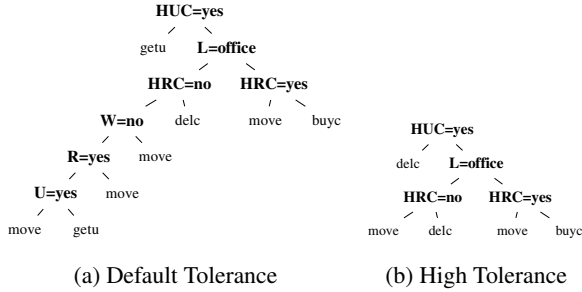 HUC=yes
getu L=office
HRC=no HRC=yes
W=no delc move buyc
R=yes move
U=yes move
move getu
(a) Default Tolerance
HUC=yes
delc L=office
HRC=no HRC=yes
move delc move buyc
(b) High Tolerance